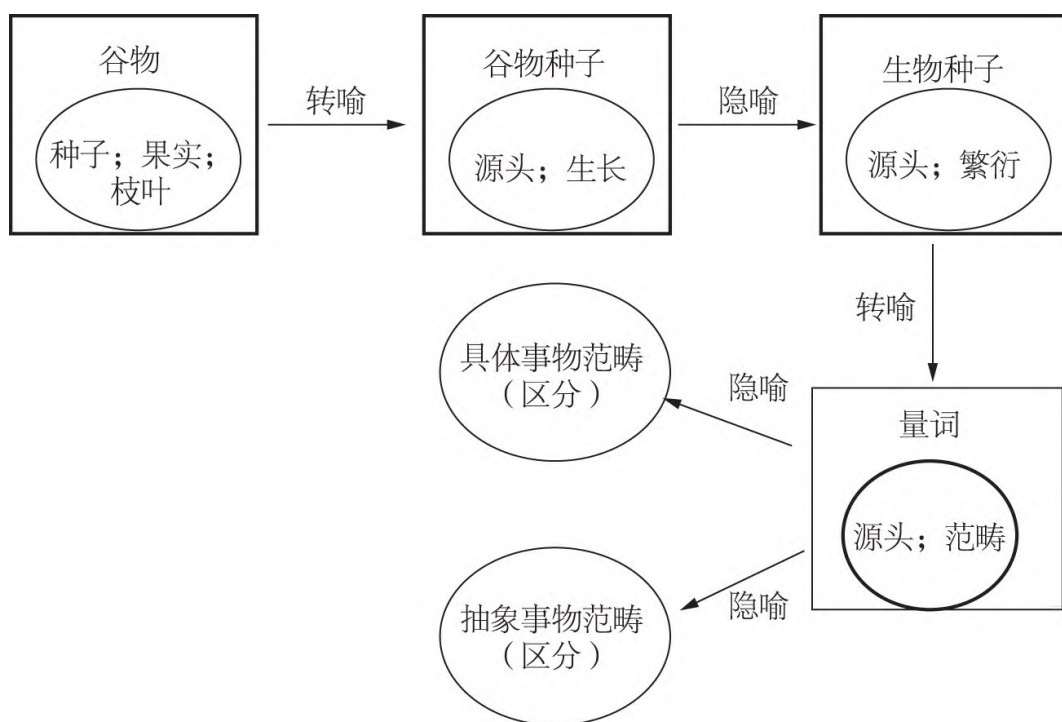 谷物
种子；果实；
枝叶
转喻
谷物种子
源头；生长
隐喻
生物种子
源头；繁衍
转喻
具体事物范畴
（区分）
隐喻
量词
源头；范畴
抽象事物范畴
（区分）
隐喻